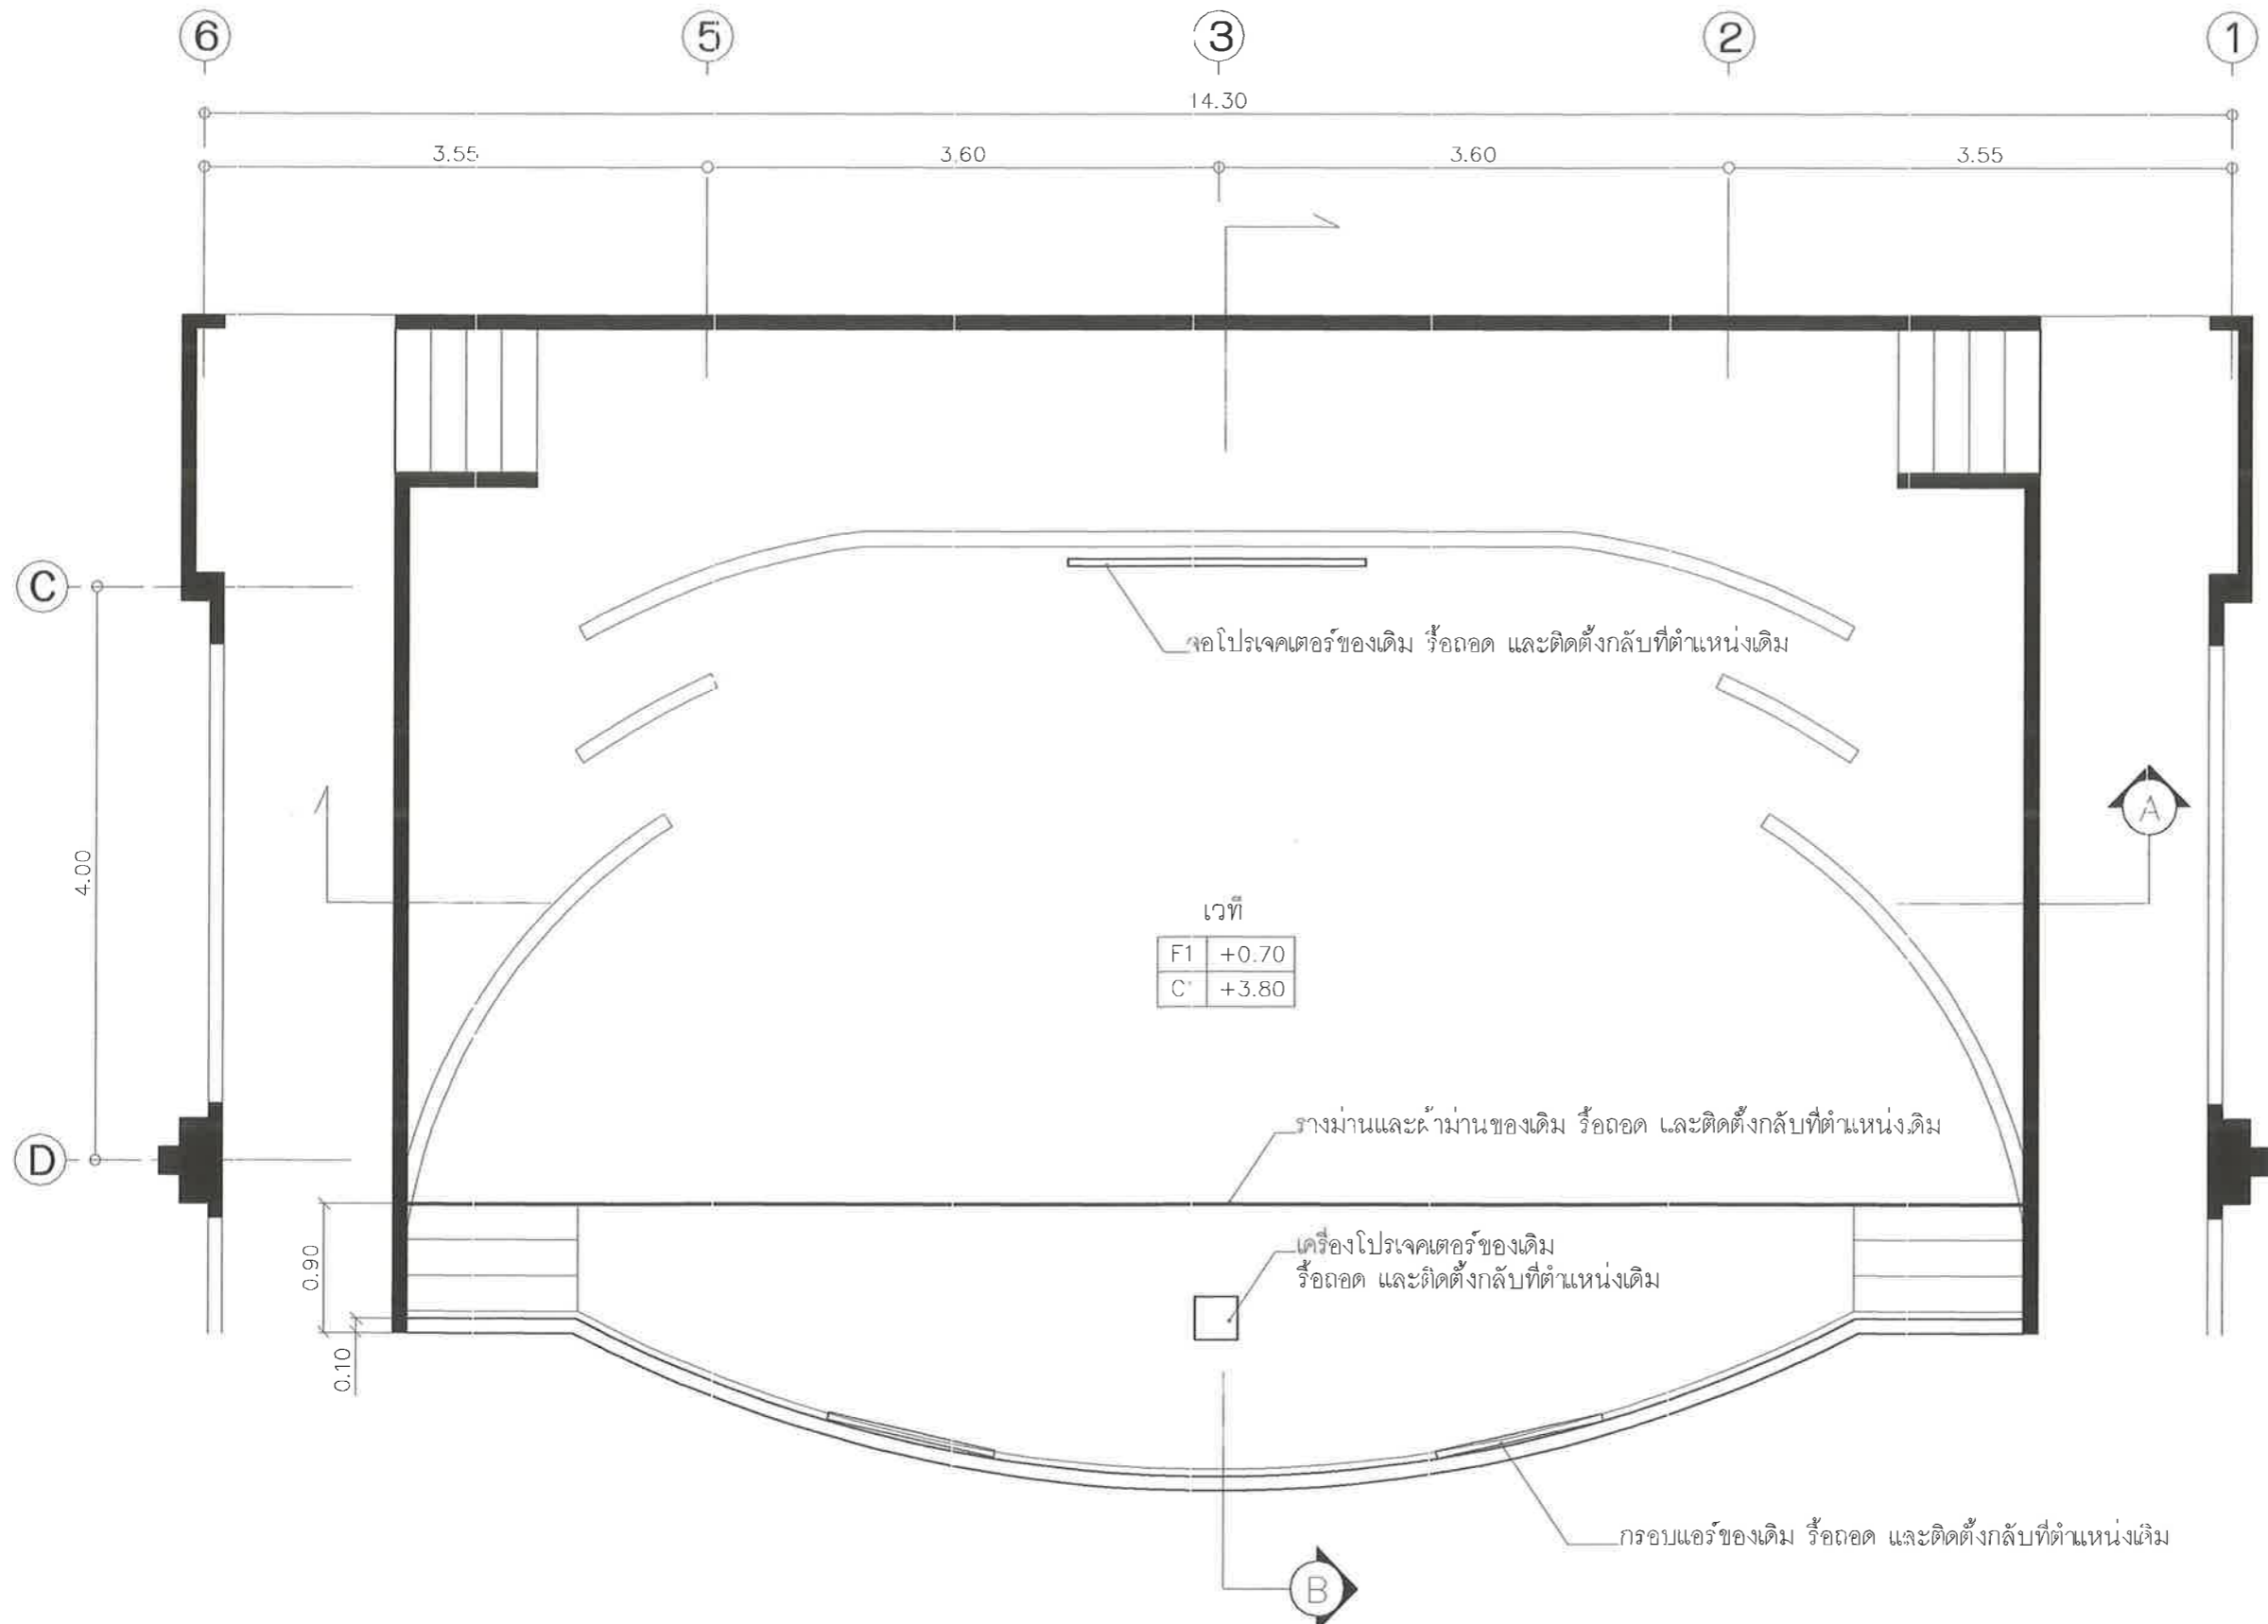 6 5 3 2 1
14.30
3.55 3.60 3.60 3.55
C
จอโปรเจคเตอร์ของเดิม รื้อถอด และติดตั้งกลับที่ตำแหน่งเดิม
A
4.00
เวที
F1 +0.70
+3.80
รางม่านและผ้าม่านของเดิม รื้อถอด และติดตั้งกลับที่ตำแหน่งเดิม
D
0.90
เครื่องโปรเจคเตอร์ของเดิม
รื้อถอด และติดตั้งกลับที่ตำแหน่งเดิม
0.10
กรอบแอร์ของเดิม รื้อถอด และติดตั้งกลับที่ตำแหน่งเดิม
B